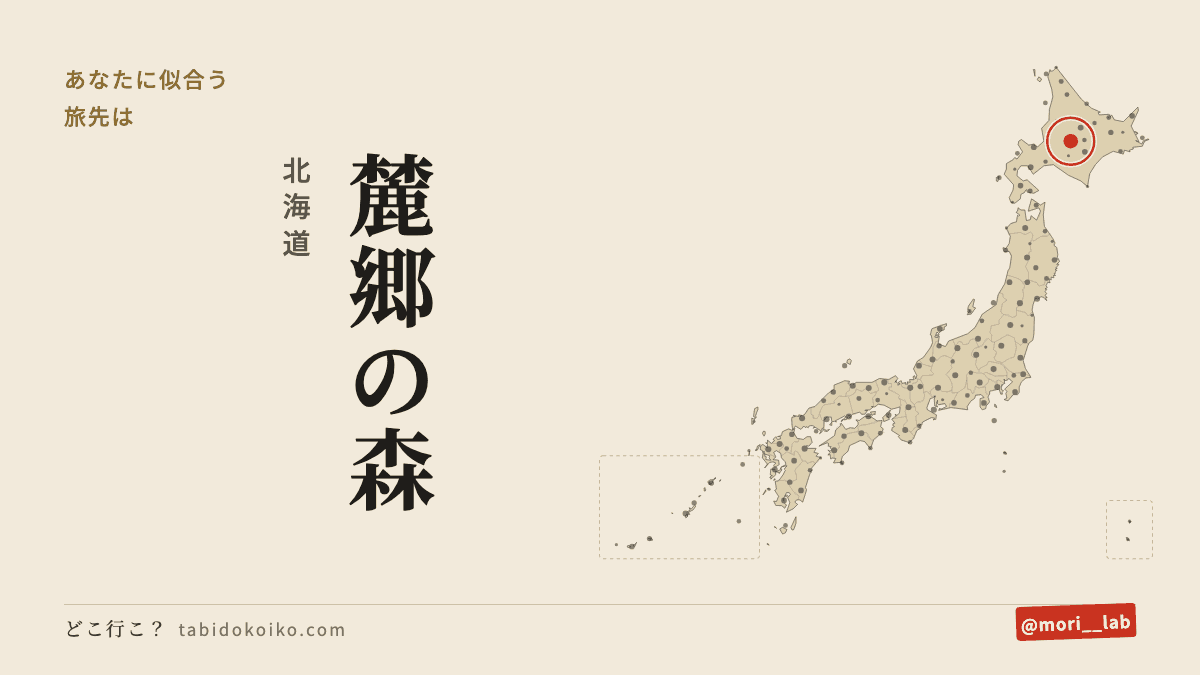 あなたに似合う
旅先は
麓郷の森
北海道
どこ行こ？ tabidokoiko.com
@mori__lab